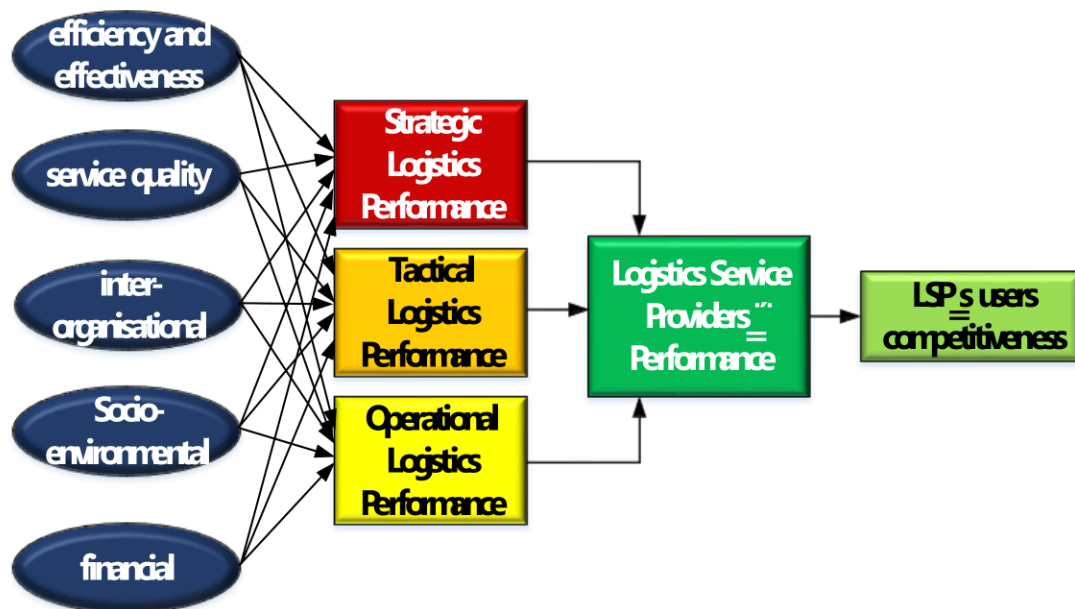 efficiency and
effectiveness
service quality
inter-
organisational
Socio-
environmental
financial
Strategic
Logistics
Performance
Tactical
Logistics
Performance
Operational
Logistics
Performance
Logistics Service
Providers
Performance
LSP s users
competitiveness